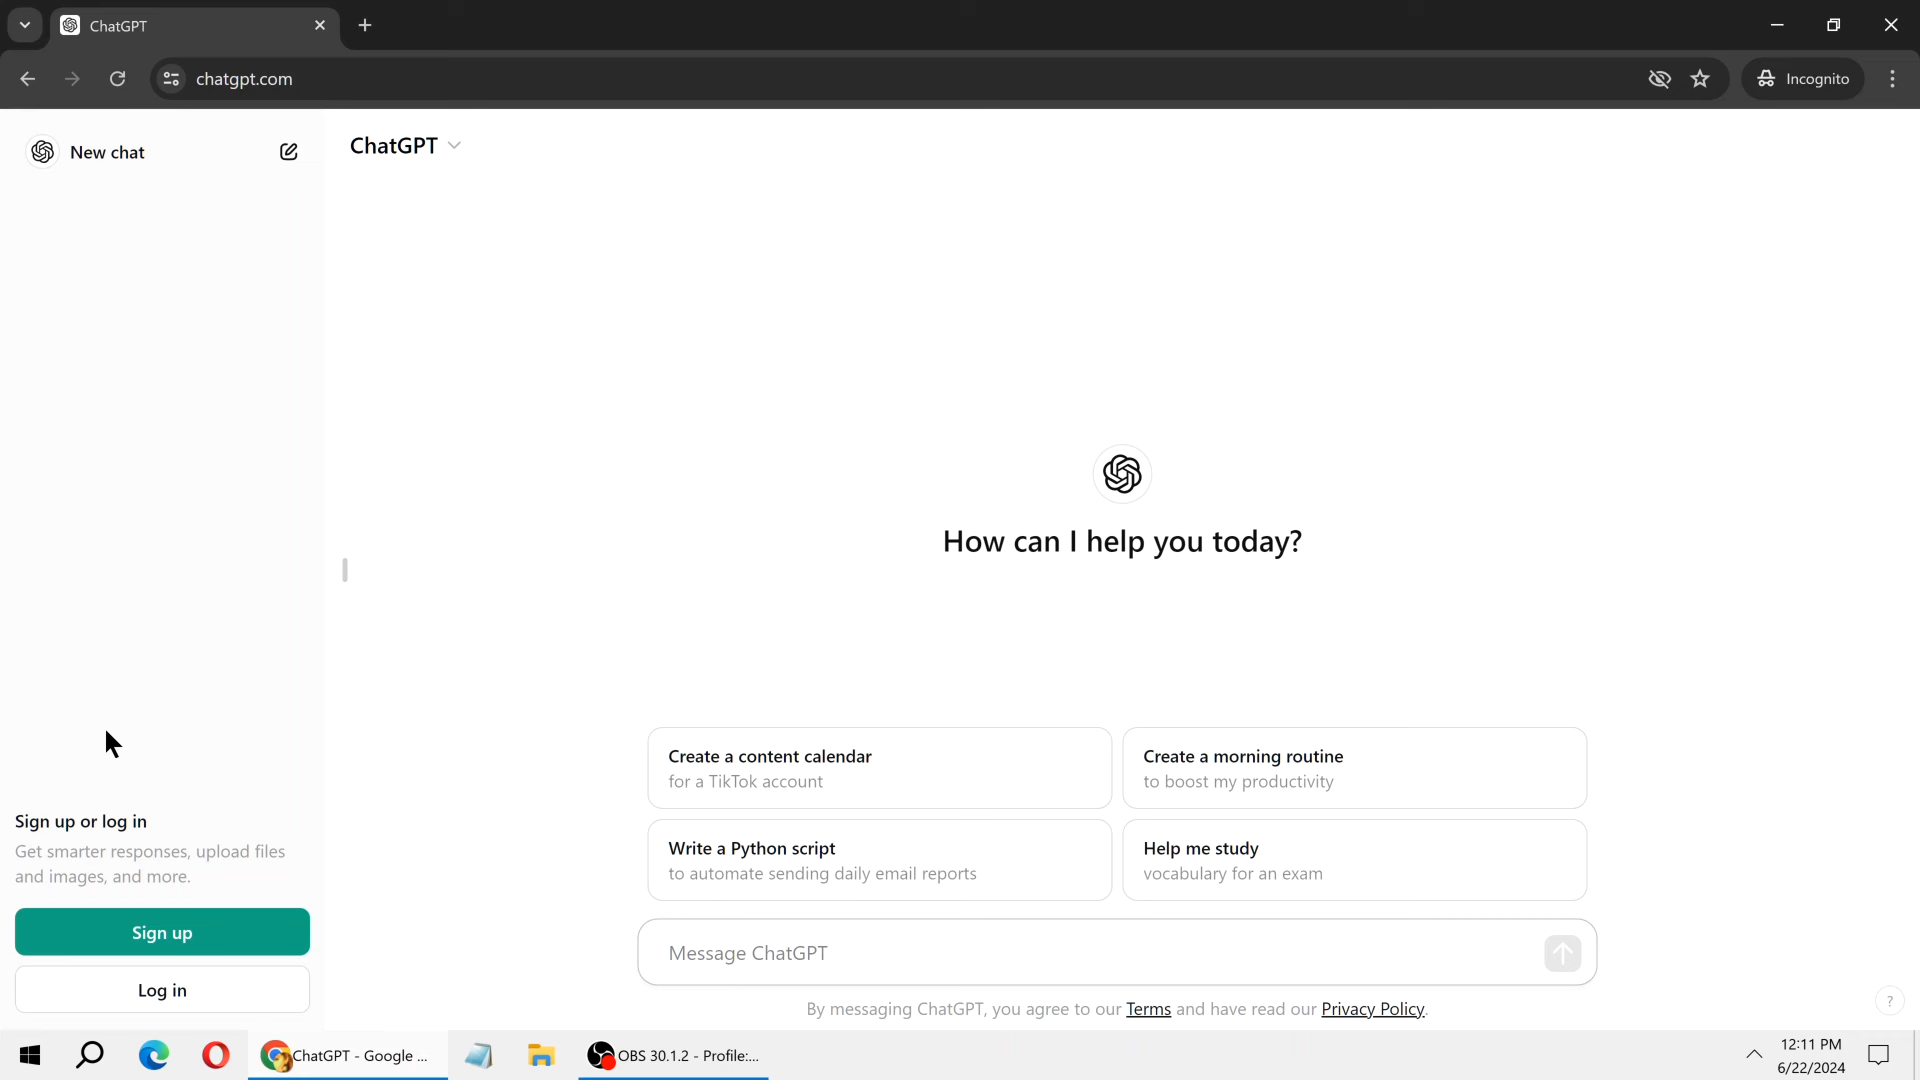 ChatGPT
chatgpt.com
Incognito
New chat
ChatGPT
How can I help you today?
Create a content calendar
for a TikTok account
Create a morning routine
to boost my productivity
Write a Python script
to automate sending daily email reports
Help me study
vocabulary for an exam
Sign up or log in
Get smarter responses, upload files
and images, and more.
Sign up
Log in
Message ChatGPT
By messaging ChatGPT, you agree to our Terms and have read our Privacy Policy.
?
ChatGPT - Google ...
OBS 30.1.2 - Profile:...
12:11 PM
6/22/2024